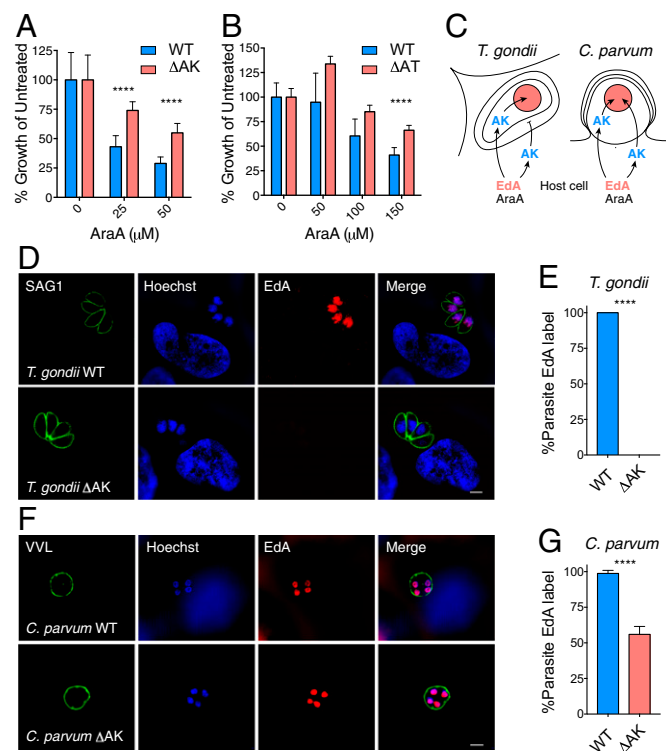 A
% Growth of Untreated
125
100
75
50
25
0
WT
ΔAK
****
****
0
25
50
AraA (μM)
B
% Growth of Untreated
150
100
50
0
WT
ΔAT
****
0
50
100
150
AraA (μM)
C
T. gondii
C. parvum
AK
AK
AK
AK
EdA
AraA
Host cell
EdA
AraA
D
SAG1
Hoechst
EdA
Merge
T. gondii WT
T. gondii ΔAK
E
T. gondii
****
%Parasite EdA label
100
75
50
25
0
WT
ΔAK
F
VVL
Hoechst
EdA
Merge
C. parvum WT
C. parvum ΔAK
G
C. parvum
****
%Parasite EdA label
100
75
50
25
0
WT
ΔAK